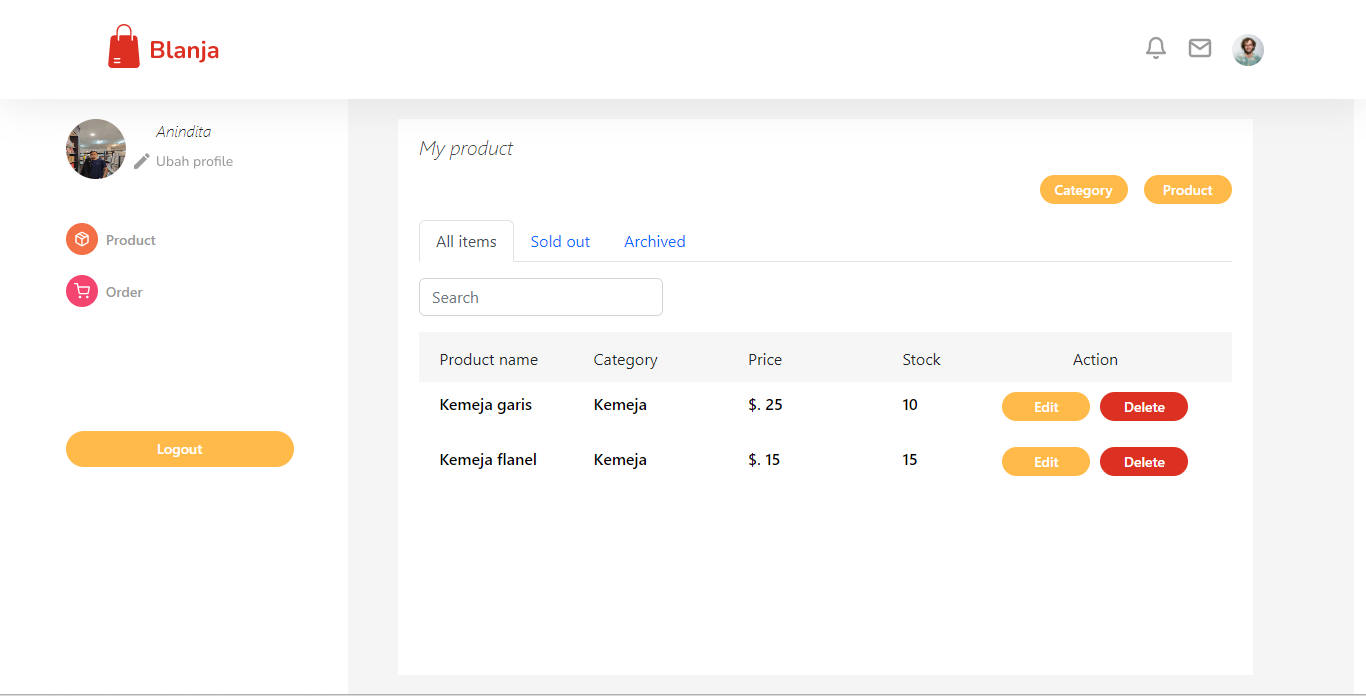 Blanja
Anindita
Ubah profile
Product
Order
Logout
My product
Category Product
All items Sold out Archived
Search
Product name Category Price Stock Action
Kemeja garis Kemeja $. 25 10 Edit Delete
Kemeja flanel Kemeja $. 15 15 Edit Delete